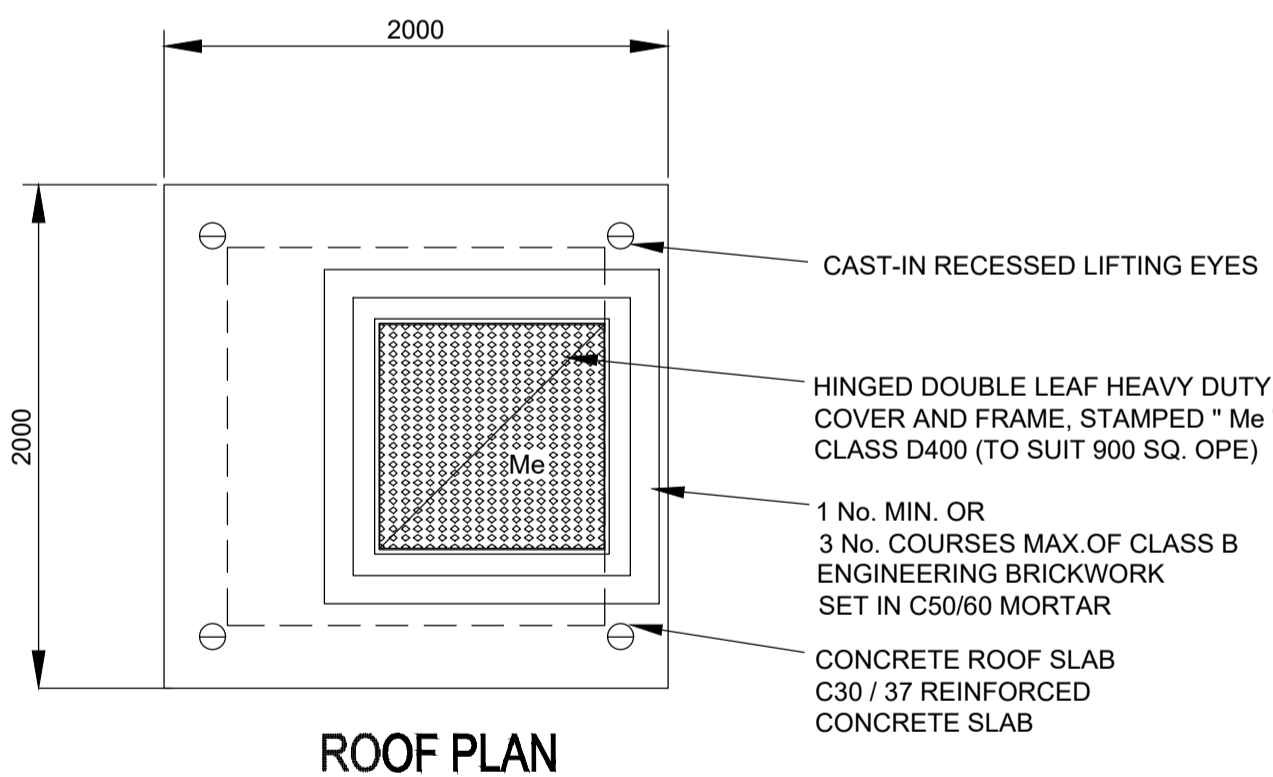 2000
2000
CAST-IN RECESSED LIFTING EYES
HINGED DOUBLE LEAF HEAVY DUTY
COVER AND FRAME, STAMPED " Me "
CLASS D400 (TO SUIT 900 SQ. OPE)
Me
1 No. MIN. OR
3 No. COURSES MAX.OF CLASS B
ENGINEERING BRICKWORK
SET IN C50/60 MORTAR
CONCRETE ROOF SLAB
C30 / 37 REINFORCED
CONCRETE SLAB
ROOF PLAN